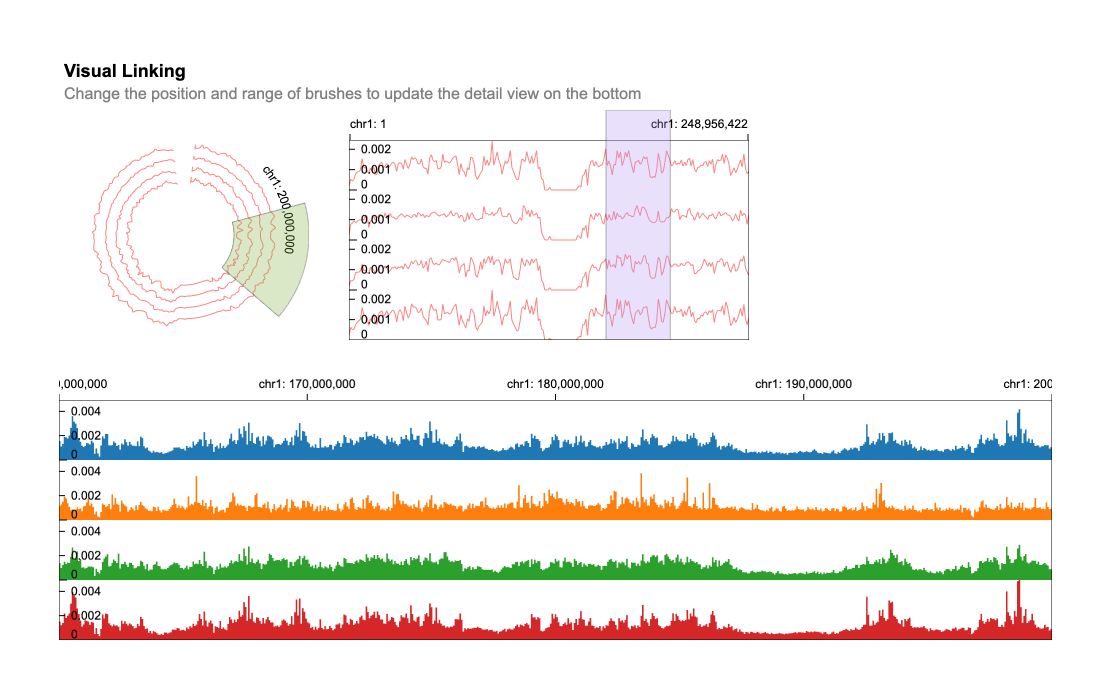 Visual Linking
Change the position and range of brushes to update the detail view on the bottom
chr1: 200,000,000
chr1: 1
chr1: 248,956,422
0.002
0.001
0
0.002
0.001
0
0.002
0.001
0
0.002
0.001
0
0,000,000
chr1: 170,000,000
chr1: 180,000,000
chr1: 190,000,000
chr1: 200
0.004
0.002
0
0.004
0.002
0
0.004
0.002
0
0.004
0.002
0